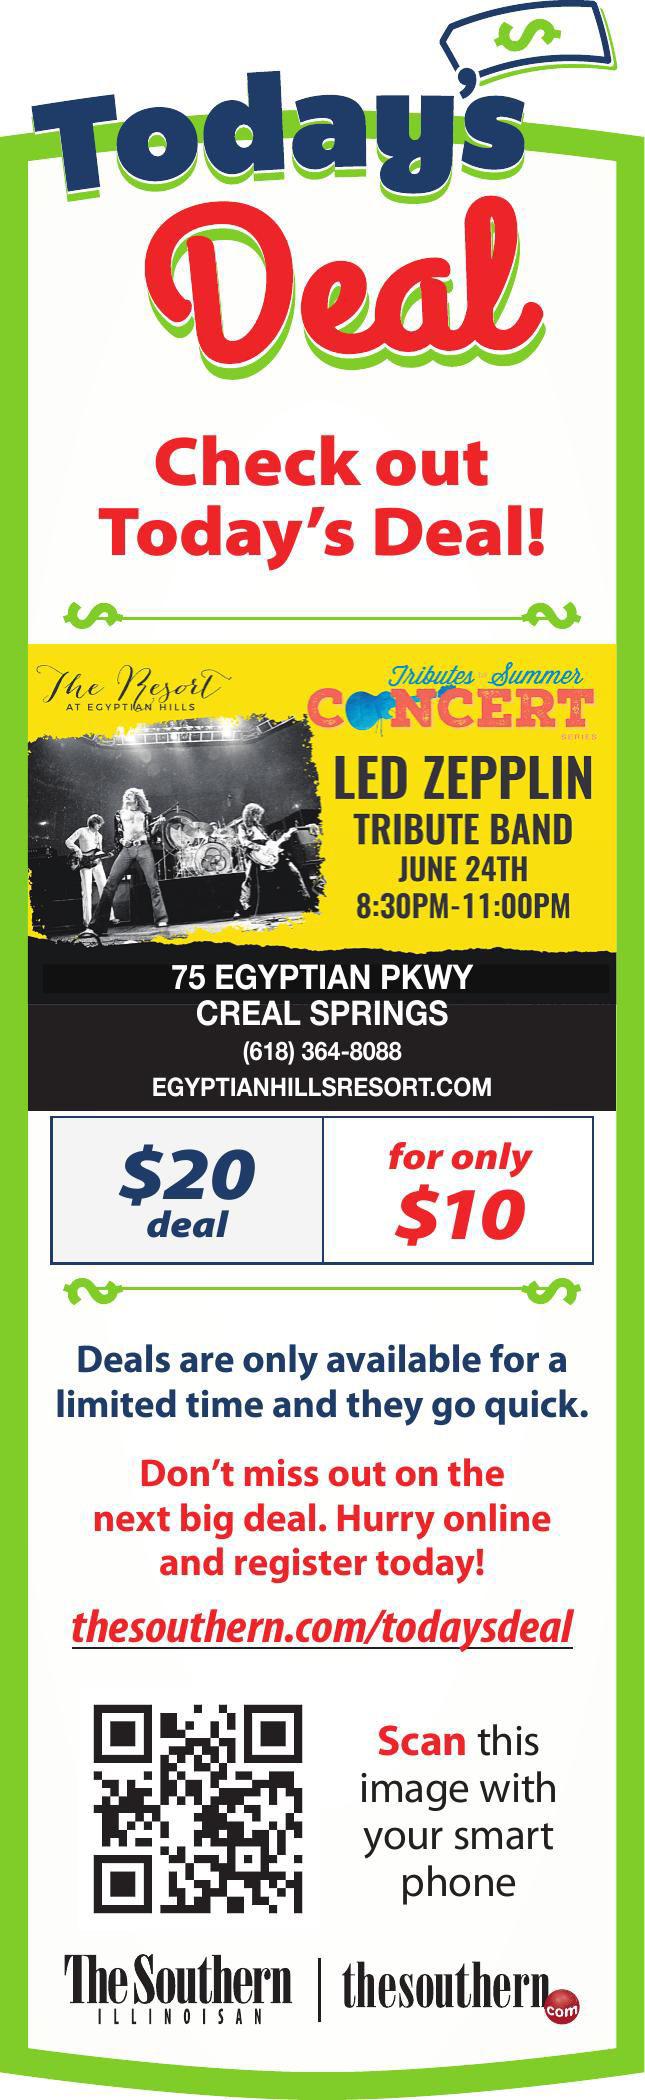 $
Today's
Deal
Check out
Today's Deal!
The Resort
AT EGYPTIAN HILLS
Tributes of Summer
CONCERT
SERIES
LED ZEPPLIN
TRIBUTE BAND
JUNE 24TH
8:30PM-11:00PM
75 EGYPTIAN PKWY
CREAL SPRINGS
(618) 364-8088
EGYPTIANHILLSRESORT.COM
$20
deal
for only
$10
Deals are only available for a
limited time and they go quick.
Don't miss out on the
next big deal. Hurry online
and register today!
thesouthern.com/todaysdeal
Scan this
image with
your smart
phone
The Southern
ILLINOISAN
thesouthern.com